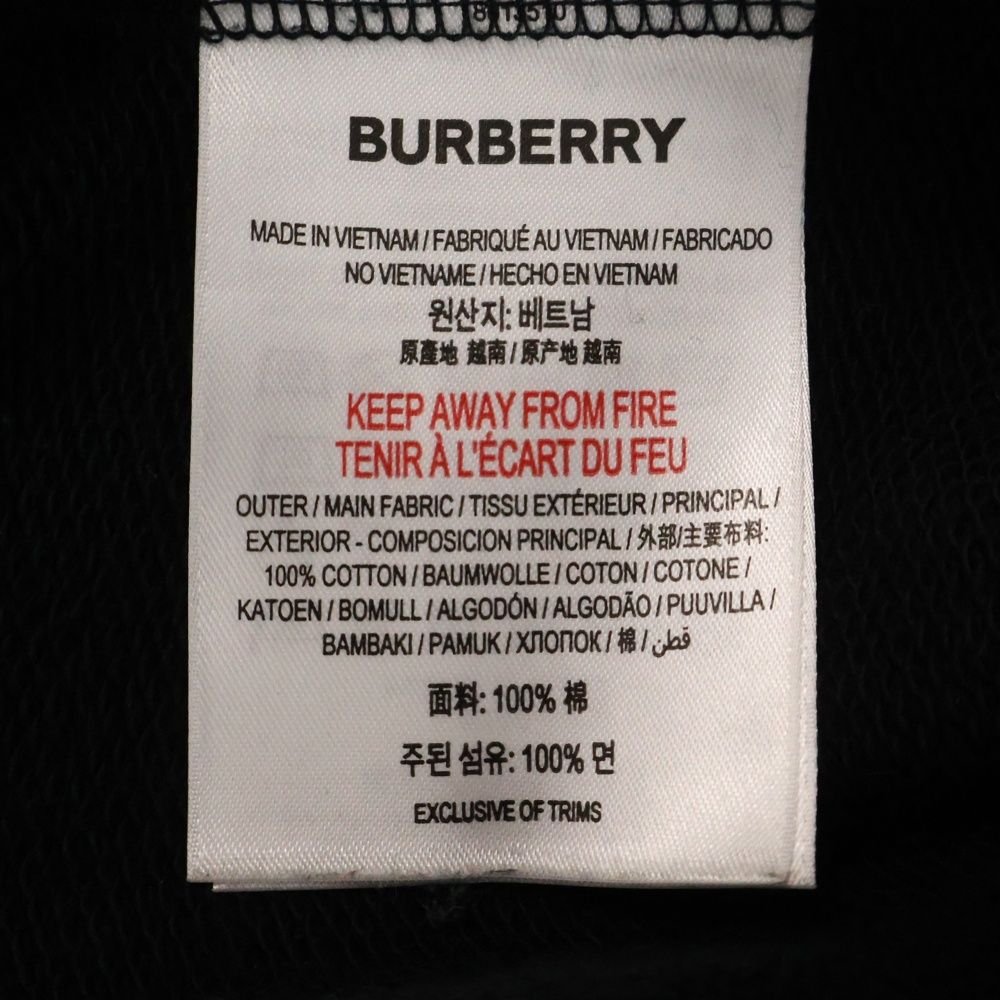 BURBERRY
MADE IN VIETNAM / FABRIQUÉ AU VIETNAM / FABRICADO
NO VIETNAME / HECHO EN VIETNAM
원산지: 베트남
原產地 越南 / 原产地 越南
KEEP AWAY FROM FIRE
TENIR À L'ÉCART DU FEU
OUTER / MAIN FABRIC / TISSU EXTÉRIEUR / PRINCIPAL /
EXTERIOR - COMPOSICION PRINCIPAL / 外部/主要布料:
100% COTTON / BAUMWOLLE / COTON / COTONE /
KATOEN / BOMULL / ALGODÓN / ALGODÃO / PUUVILLA /
BAMBAKI / PAMUK / ХЛОПОК / 棉 / قطن
面料: 100% 棉
주된 섬유: 100% 면
EXCLUSIVE OF TRIMS